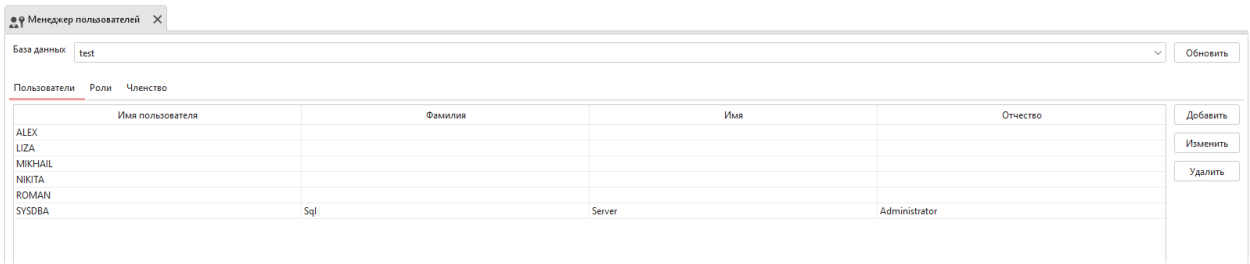 Менеджер пользователей
База данных test Обновить
Пользователи Роли Членство
Имя пользователя Фамилия Имя Отчество Добавить
ALEX
LIZA Изменить
MIKHAIL
NIKITA Удалить
ROMAN
SYSDBA Sql Server Administrator